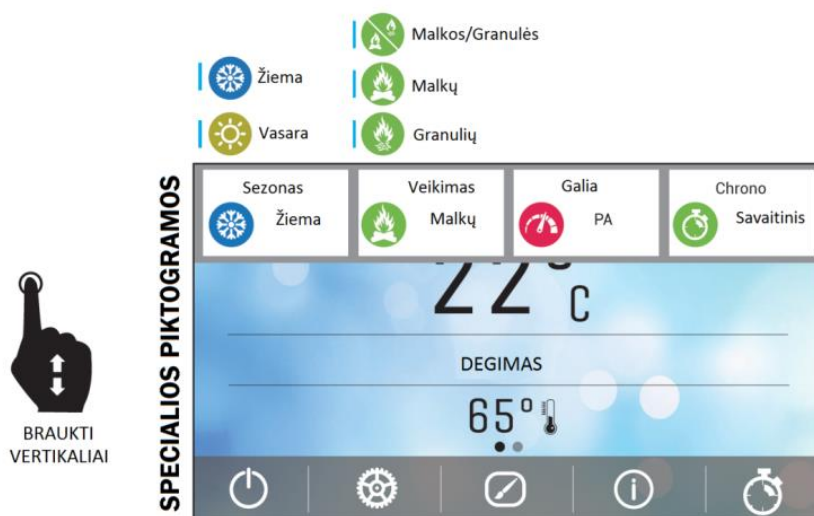 Malkos/Granulės
Žiema
Malkų
Vasara
Granulių
SPECIALIOS PIKTOGRAMOS
Sezonas
Žiema
Veikimas
Malkų
Galia
PA
Chrono
Savaitinis
22°C
DEGIMAS
65°
BRAUKTI
VERTIKALIAI